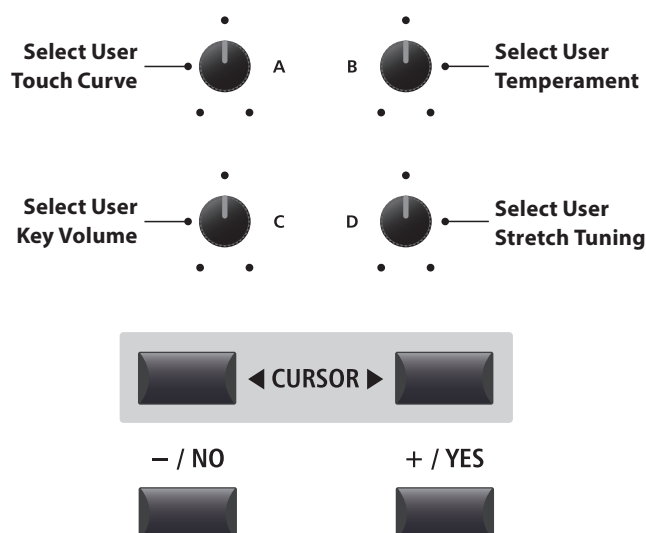 Select User
Touch Curve
A
B
Select User
Temperament
Select User
Key Volume
C
D
Select User
Stretch Tuning
◀ CURSOR ▶
− / NO
+ / YES